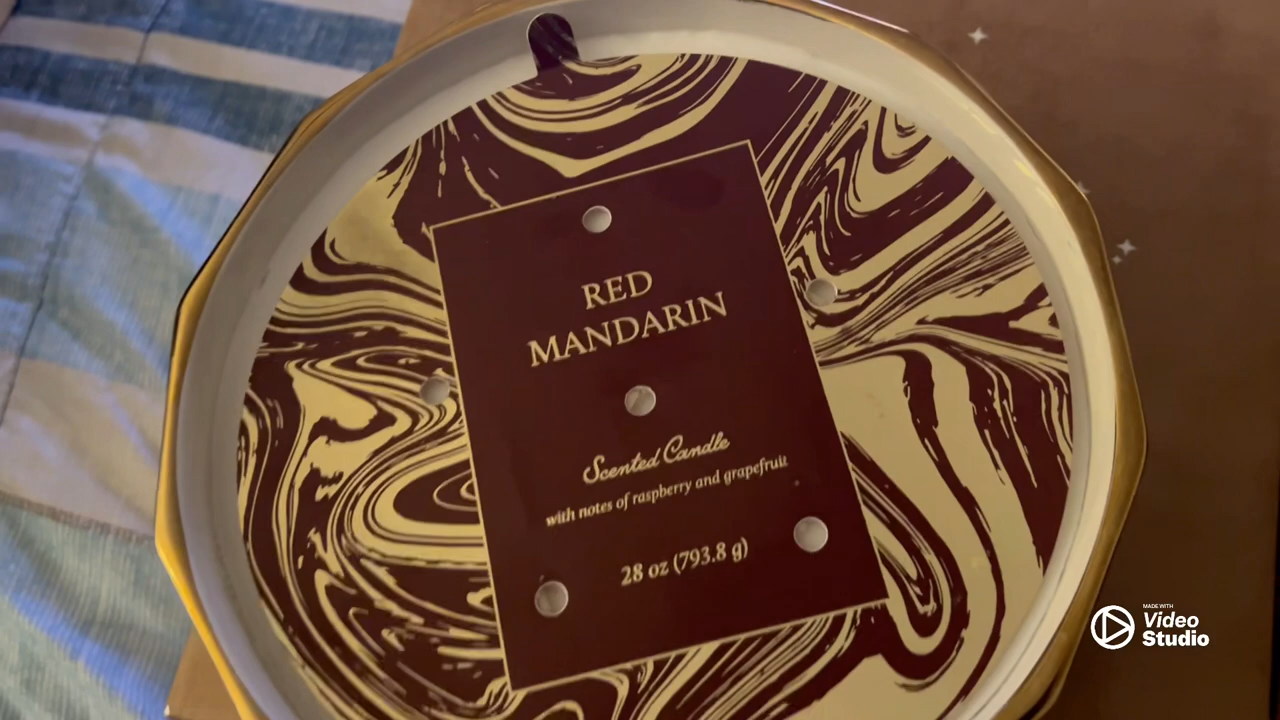 RED
MANDARIN
Scented Candle
with notes of raspberry and grapefruit
28 oz (793.8 g)
MADE WITH
Video
Studio